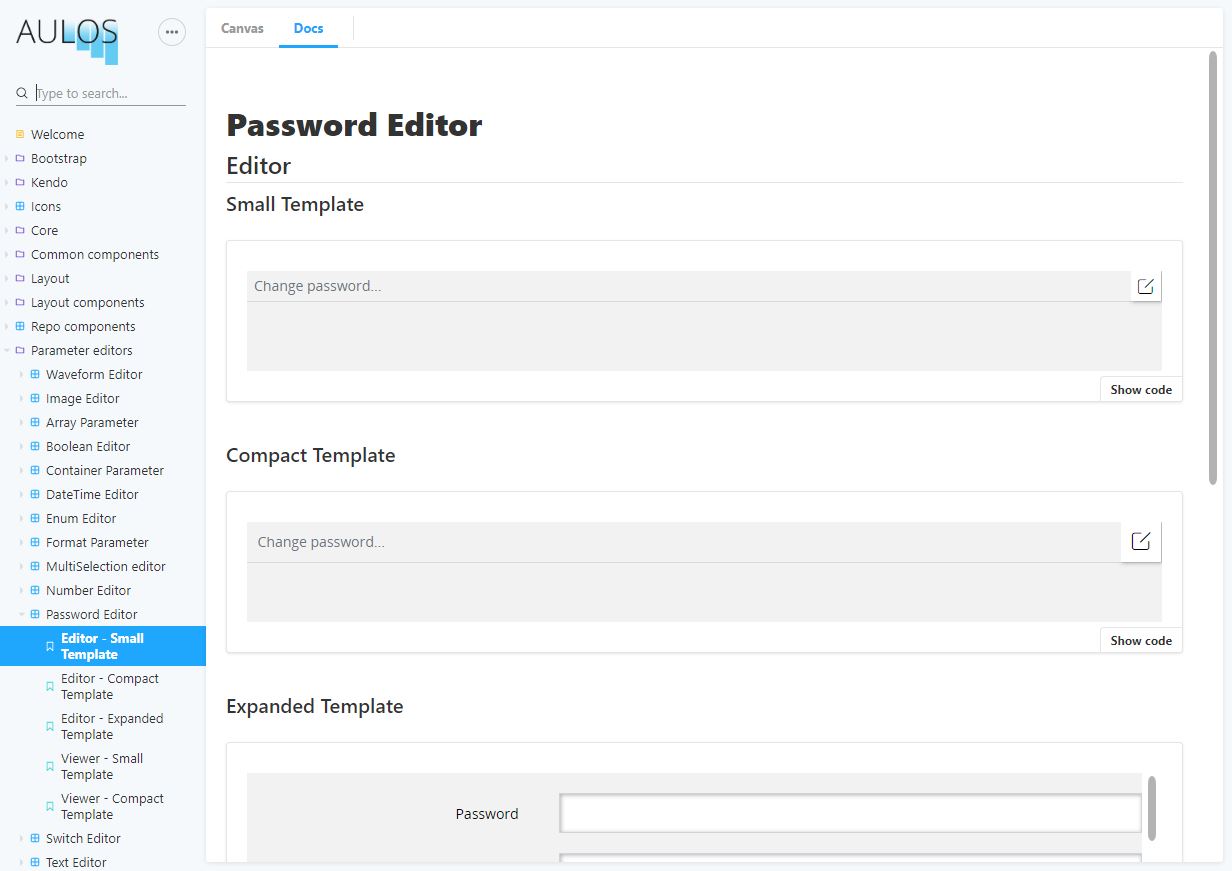 AULOS
Type to search...
Welcome
Bootstrap
Kendo
Icons
Core
Common components
Layout
Layout components
Repo components
Parameter editors
Waveform Editor
Image Editor
Array Parameter
Boolean Editor
Container Parameter
DateTime Editor
Enum Editor
Format Parameter
MultiSelection editor
Number Editor
Password Editor
Editor - Small
Template
Editor - Compact
Template
Editor - Expanded
Template
Viewer - Small
Template
Viewer - Compact
Template
Switch Editor
Text Editor
Canvas Docs
Password Editor
Editor
Small Template
Change password...
Show code
Compact Template
Change password...
Show code
Expanded Template
Password